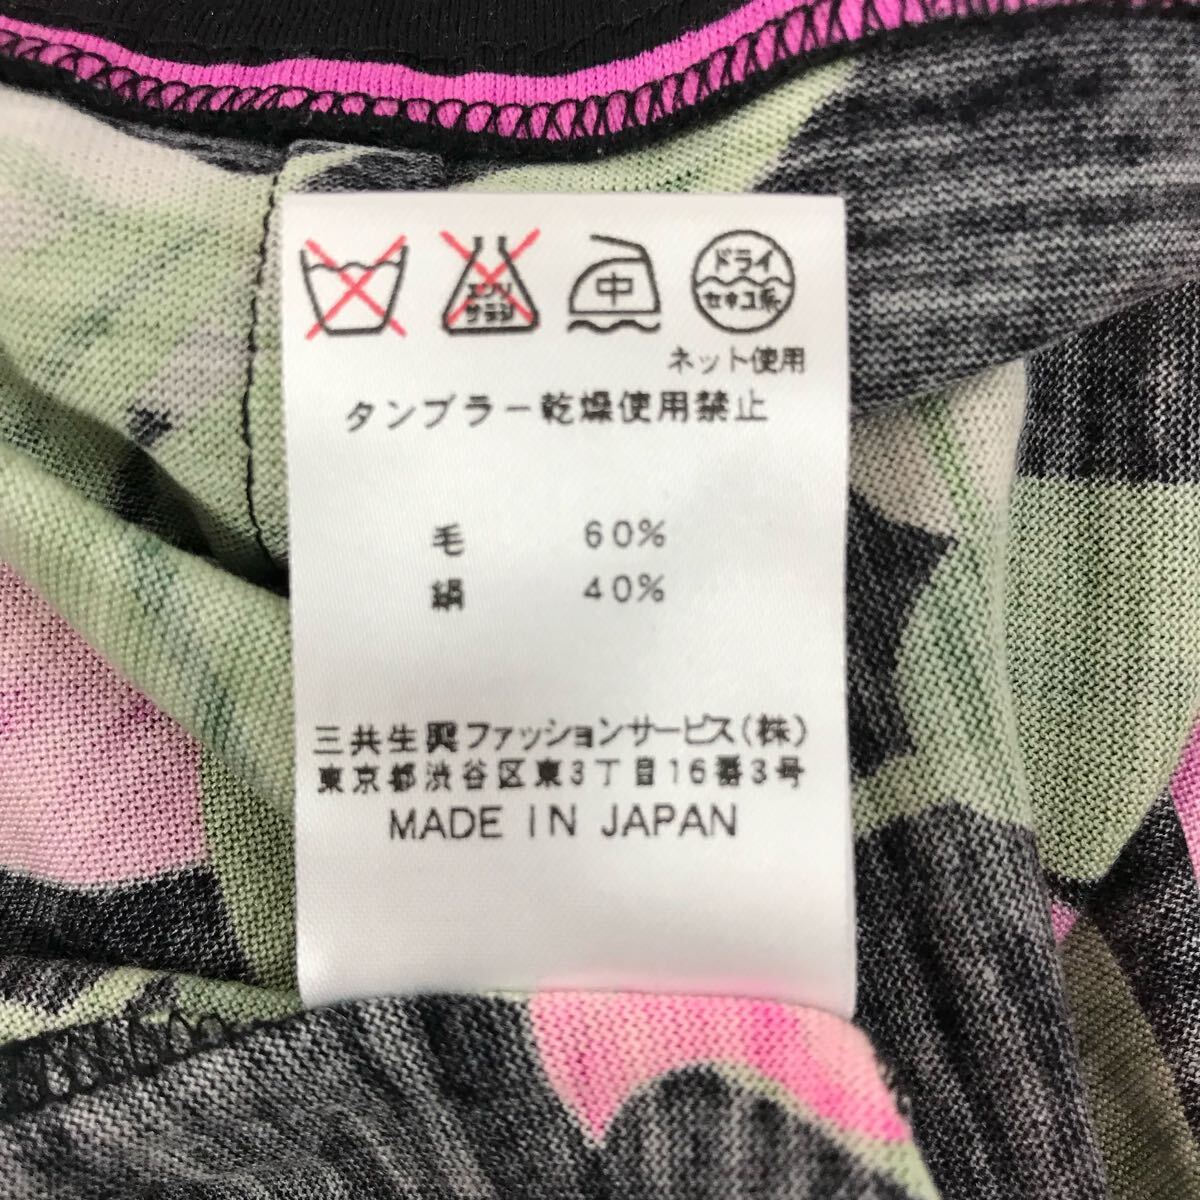 エンソ
サラシ
中
ドライ
セキユ系
ネット使用
タンブラー乾燥使用禁止
毛 60%
絹 40%
三共生興ファッションサービス(株)
東京都渋谷区東3丁目16番3号
MADE IN JAPAN